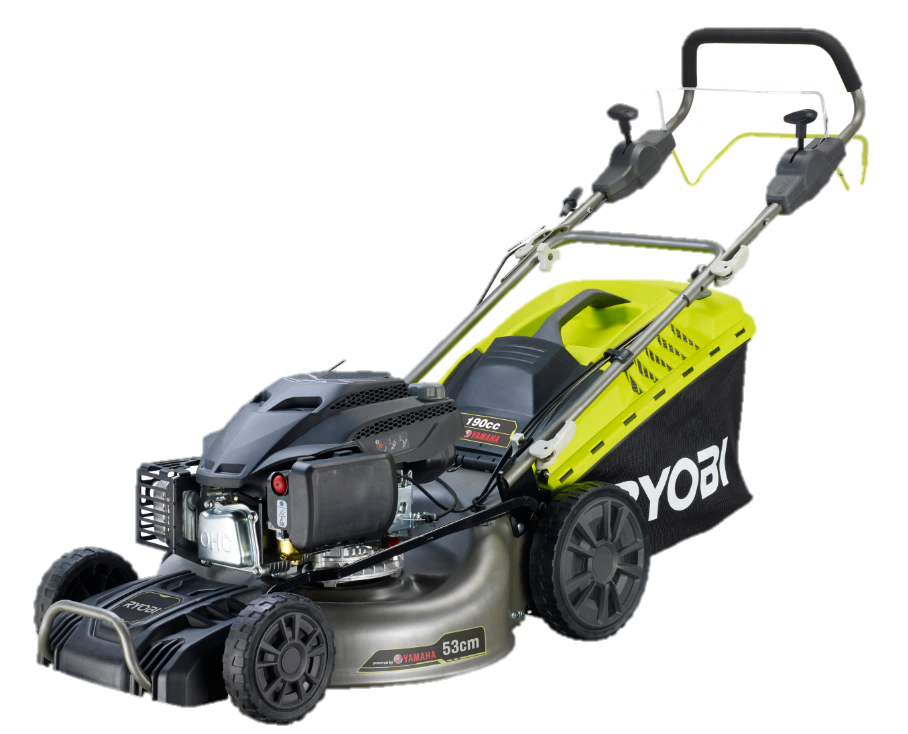 190cc
YAMAHA
RYOBI
OHC
RYOBI
powered by YAMAHA 53cm